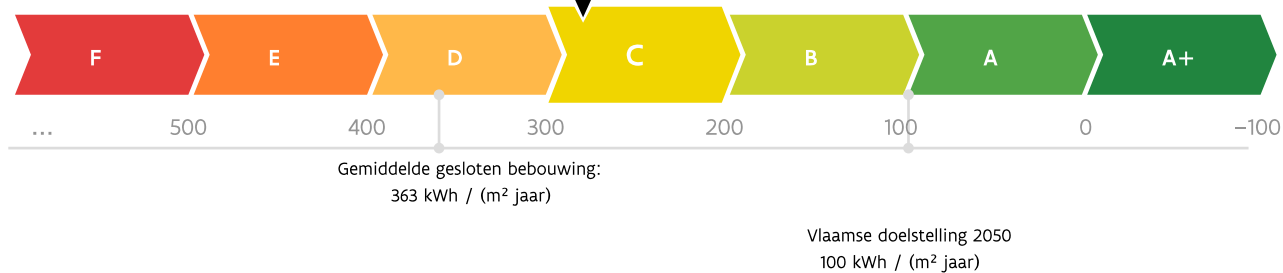 F E D C B A A+
... 500 400 300 200 100 0 −100
Gemiddelde gesloten bebouwing:
363 kWh / (m² jaar)
Vlaamse doelstelling 2050
100 kWh / (m² jaar)